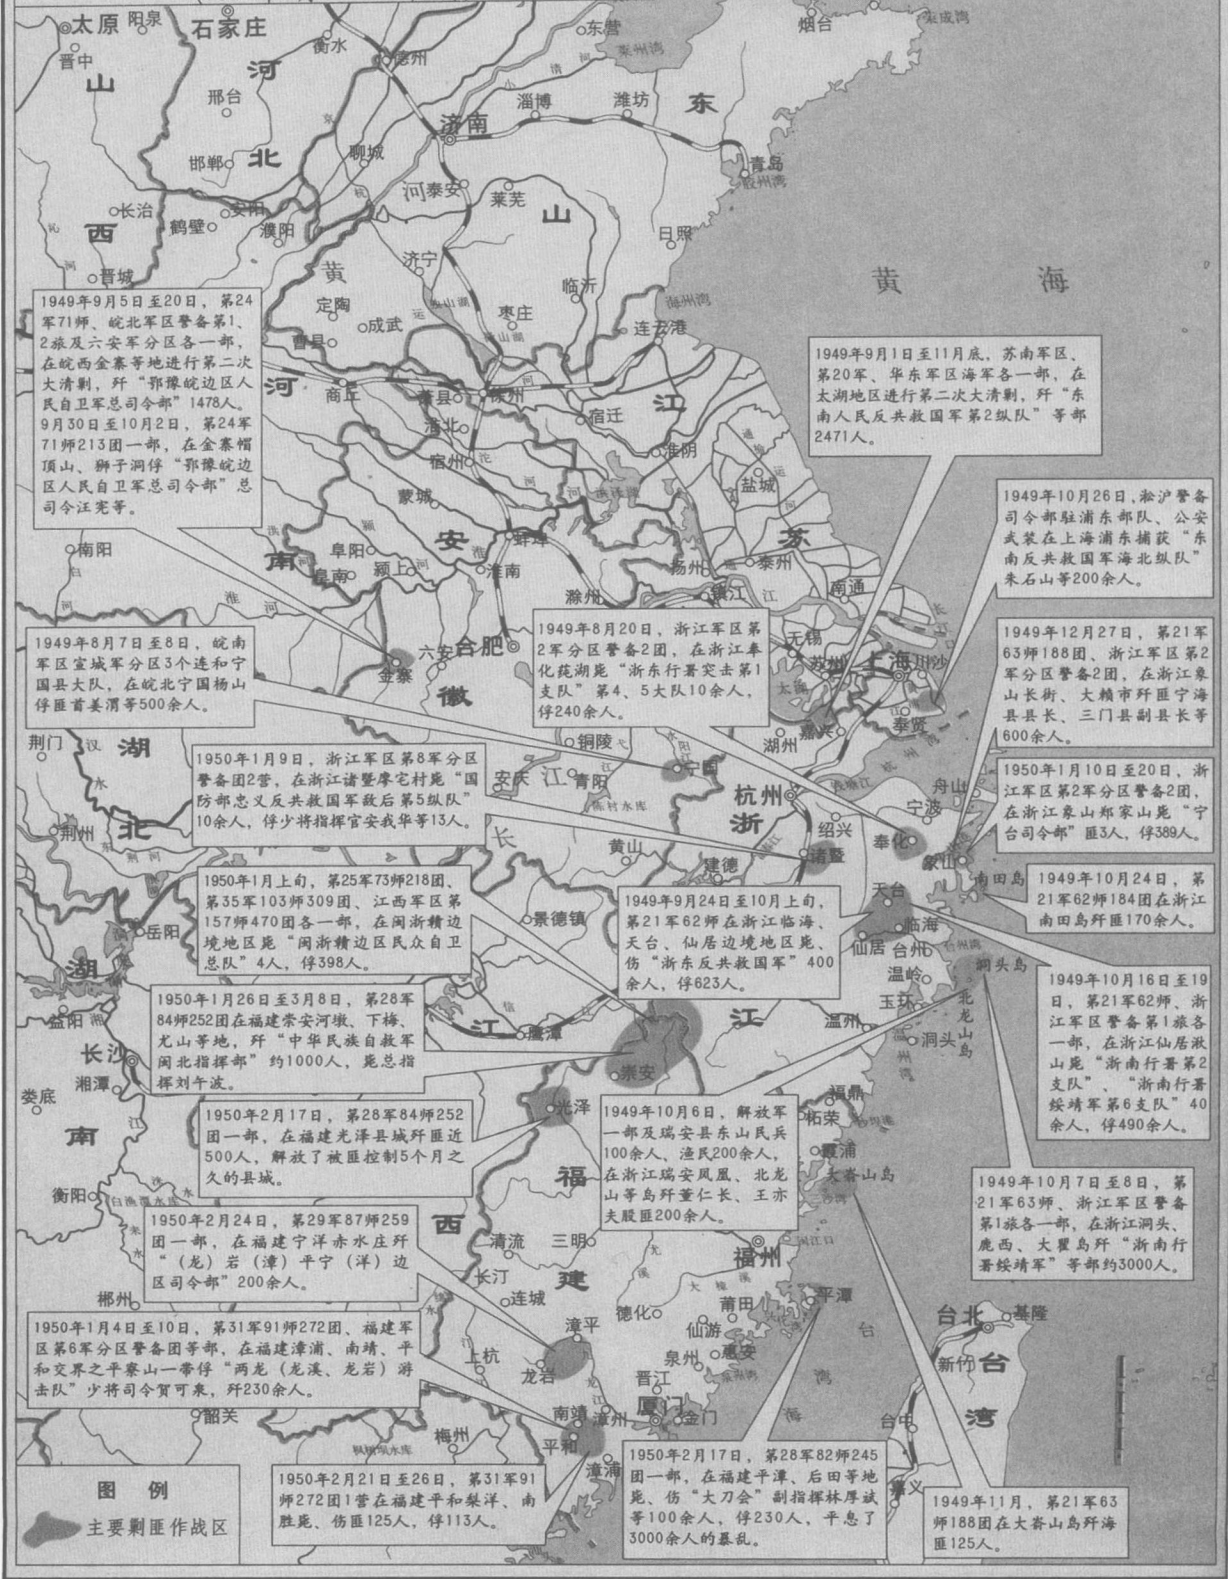 太原
阳泉
石家庄
晋中
衡水
德州
东营
莱州湾
烟台
山
河
邢台
淄博
潍坊
东
济南
小清河
邯郸
北
聊城
河
泰安
莱芜
青岛
胶州湾
长治
西
鹤壁
安阳
濮阳
山
日照
晋城
黄
济宁
临沂
黄海
定陶
成武
枣庄
海州湾
曹县
连云港
1949年9月5日至20日，第24
军71师、皖北军区警备第1、
2旅及六安军分区各一部，
在皖西金寨等地进行第二次
大清剿，歼“鄂豫皖边区人
民自卫军总司令部”1478人。
9月30日至10月2日，第24军
71师213团一部，在金寨帽
顶山、狮子洞俘“鄂豫皖边
区人民自卫军总司令部”总
司令汪宪等。
1949年9月1日至11月底，苏南军区、
第20军、华东军区海军各一部，在
太湖地区进行第二次大清剿，歼“东
南人民反共救国军第2纵队”等部
2471人。
河
商丘
萧县
徐州
江
宿迁
淮北
淮阴
宿州
盐城
蒙城
1949年10月26日，淞沪警备
司令部驻浦东部队、公安
武装在上海浦东捕获“东
南反共救国军海北纵队”
朱石山等200余人。
南阳
南
阜阳
安
蚌埠
苏
阜南
颍上
淮南
扬州
泰州
滁州
镇江
南通
淮河
1949年8月7日至8日，皖南
军区宣城军分区3个连和宁
国县大队，在皖北宁国杨山
俘匪首姜渭等500余人。
六安
合肥
金寨
徽
1949年8月20日，浙江军区第
2军分区警备2团，在浙江奉
化莼湖毙“浙东行署突击第1
支队”第4、5大队10余人，
俘240余人。
无锡
苏州
上海
川沙
太湖
奉贤
嘉兴
湖州
1949年12月27日，第21军
63师188团、浙江军区第2
军分区警备2团，在浙江象
山长街、大赖市歼匪宁海
县县长、三门县副县长等
600余人。
荆门
湖
铜陵
宁国
安庆
江
青阳
陈村水库
杭州
浙
舟山
宁波
1950年1月9日，浙江军区第8军分区
警备团2营，在浙江诸暨廖宅村毙“国
防部忠义反共救国军敌后第5纵队”
10余人，俘少将指挥官安我华等13人。
1950年1月10日至20日，浙
江军区第2军分区警备2团，
在浙江象山郑家山毙“宁
台司令部”匪3人，俘389人。
荆州
北
长
黄山
建德
绍兴
诸暨
奉化
象山
南田岛
1950年1月上旬，第25军73师218团、
第35军103师309团、江西军区第
157师470团各一部，在闽浙赣边
境地区毙“闽浙赣边区民众自卫
总队”4人，俘398人。
1949年9月24日至10月上旬，
第21军62师在浙江临海、
天台、仙居边境地区毙、
伤“浙东反共救国军”400
余人，俘623人。
1949年10月24日，第
21军62师184团在浙江
南田岛歼匪170余人。
岳阳
景德镇
天台
临海
仙居
台州
台州湾
温岭
洞头岛
湖
益阳
玉环
江
鹰潭
江
温州
洞头
北龙山岛
温州湾
1950年1月26日至3月8日，第28军
84师252团在福建崇安河墩、下梅、
尤山等地，歼“中华民族自救军
闽北指挥部”约1000人，毙总指
挥刘午波。
1949年10月16日至19
日，第21军62师、浙
江军区警备第1旅各
一部，在浙江仙居湫
山毙“浙南行署第2
支队”、“浙南行署
绥靖军第6支队”40
余人，俘490余人。
长沙
湘潭
娄底
崇安
光泽
福鼎
柘荣
霞浦
大嵛山岛
1950年2月17日，第28军84师252
团一部，在福建光泽县城歼匪近
500人，解放了被匪控制5个月之
久的县城。
1949年10月6日，解放军
一部及瑞安县东山民兵
100余人，渔民200余人，
在浙江瑞安凤凰、北龙
山等岛歼董仁长、王亦
夫股匪200余人。
南
衡阳
福
1949年10月7日至8日，第
21军63师、浙江军区警备
第1旅各一部，在浙江洞头、
鹿西、大瞿岛歼“浙南行
署绥靖军”等部约3000人。
1950年2月24日，第29军87师259
团一部，在福建宁洋赤水庄歼
“（龙）岩（漳）平宁（洋）边
区司令部”200余人。
西
清流
三明
福州
长汀
建
郴州
连城
德化
莆田
平潭
仙游
台北
基隆
1950年1月4日至10日，第31军91师272团、福建军
区第6军分区警备团等部，在福建漳浦、南靖、平
和交界之平寨山一带俘“两龙（龙溪、龙岩）游
击队”少将司令贺可表，歼230余人。
漳平
上杭
龙岩
泉州
惠安
晋江
新竹
台
台湾海
韶关
南靖
漳州
厦门
金门
台中
湾
梅州
平和
漳浦
嘉义
1950年2月21日至26日，第31军91
师272团1营在福建平和梨洋、南
胜毙、伤匪125人，俘113人。
1950年2月17日，第28军82师245
团一部，在福建平潭、后田等地
毙、伤“大刀会”副指挥林厚斌
等100余人，俘230人，平息了
3000余人的暴乱。
1949年11月，第21军63
师188团在大嵛山岛歼海
匪125人。
图例
主要剿匪作战区